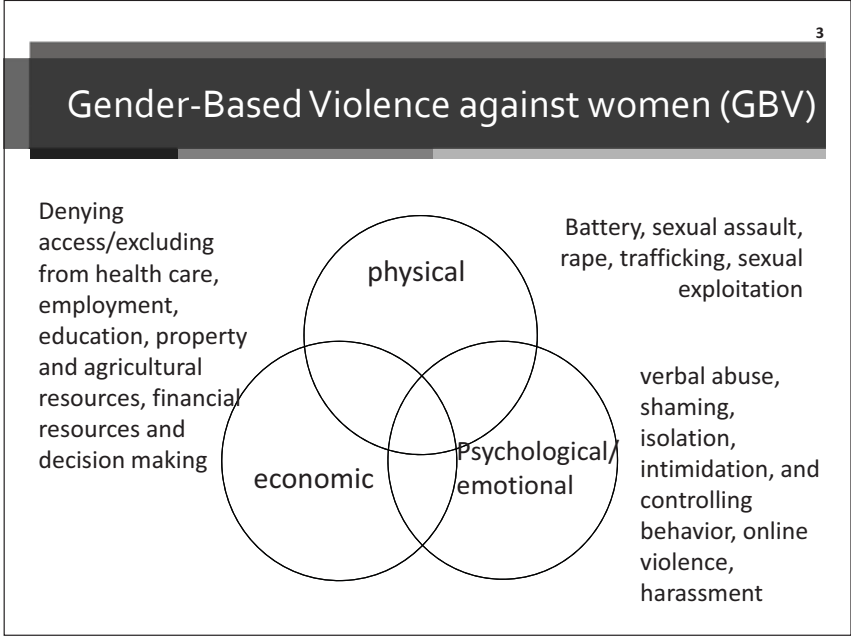 3
Gender-Based Violence against women (GBV)
Denying
access/excluding
from health care,
employment,
education, property
and agricultural
resources, financial
resources and
decision making
physical
Battery, sexual assault,
rape, trafficking, sexual
exploitation
economic
Psychological/
emotional
verbal abuse,
shaming,
isolation,
intimidation, and
controlling
behavior, online
violence,
harassment